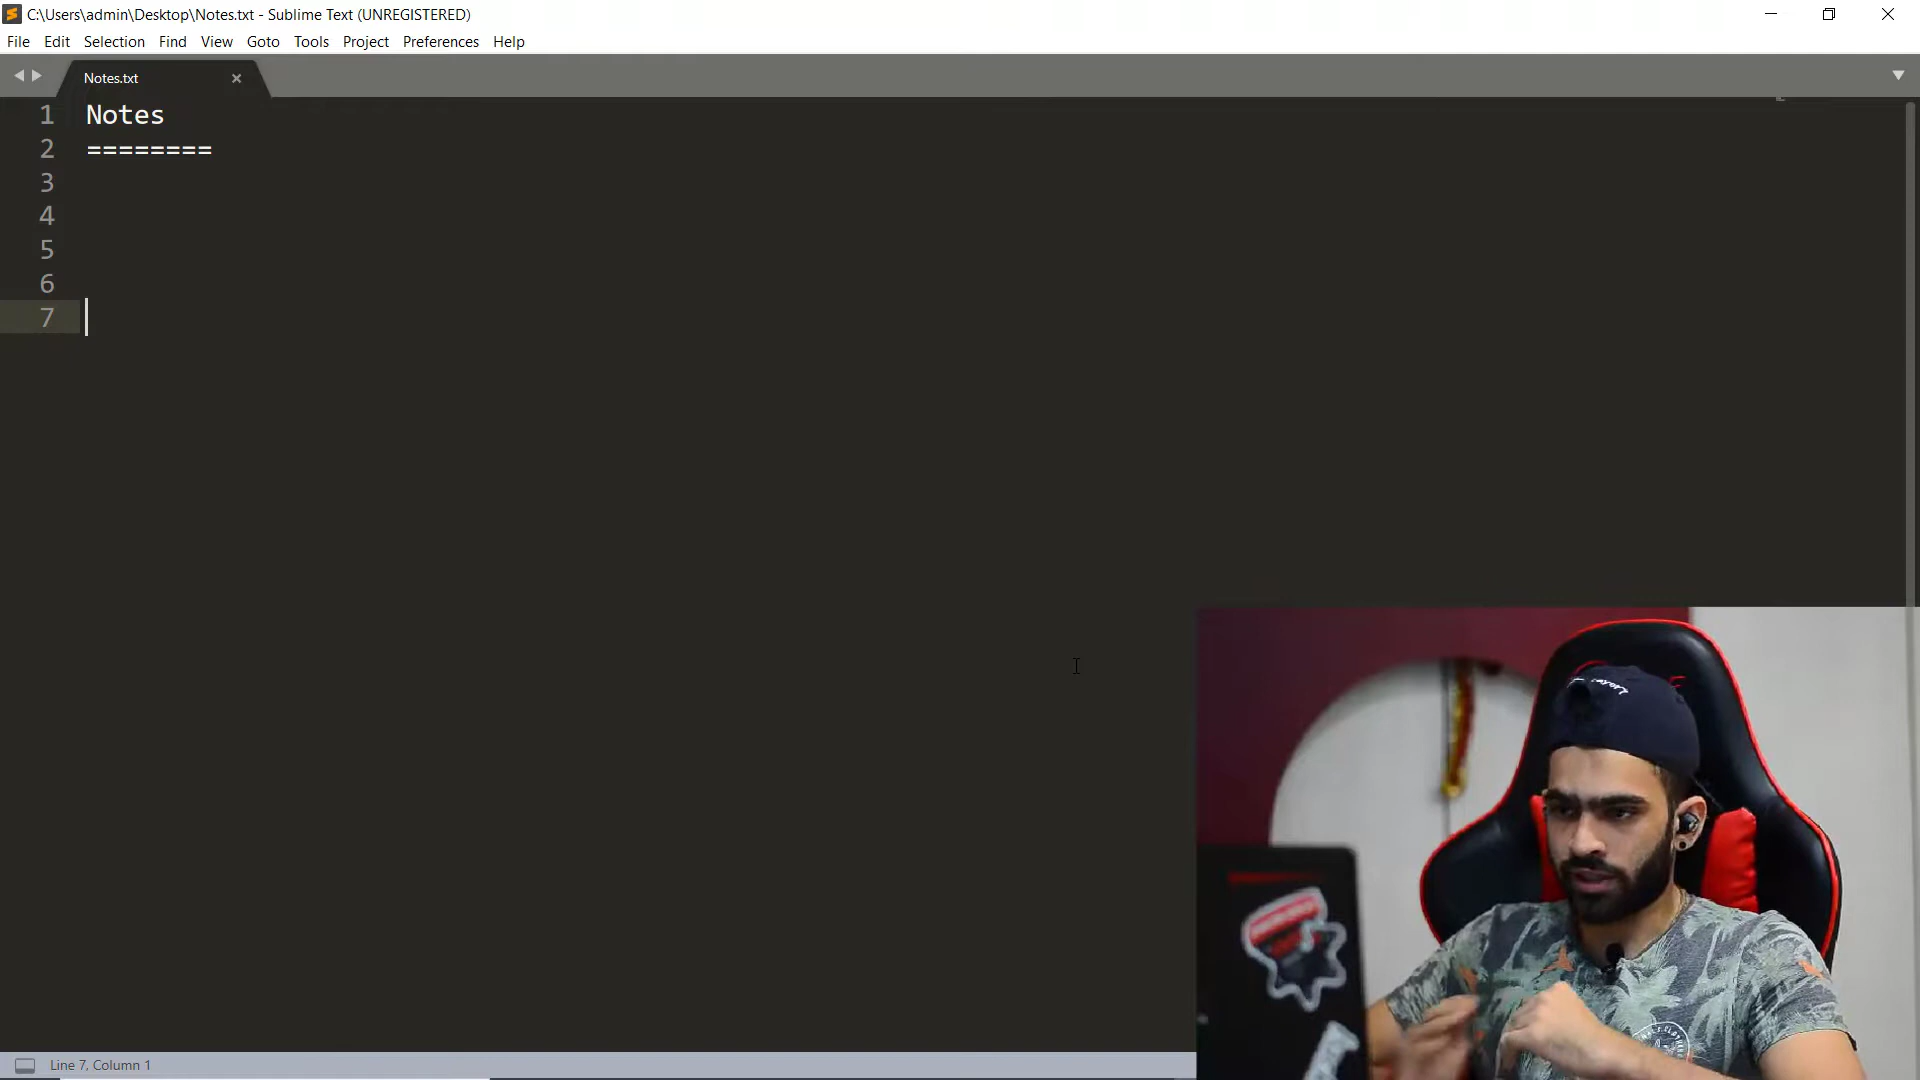 C:\Users\admin\Desktop\Notes.txt - Sublime Text (UNREGISTERED)
File Edit Selection Find View Goto Tools Project Preferences Help
Notes.txt
1 Notes
2 ========
3
4
5
6
7
Line 7, Column 1